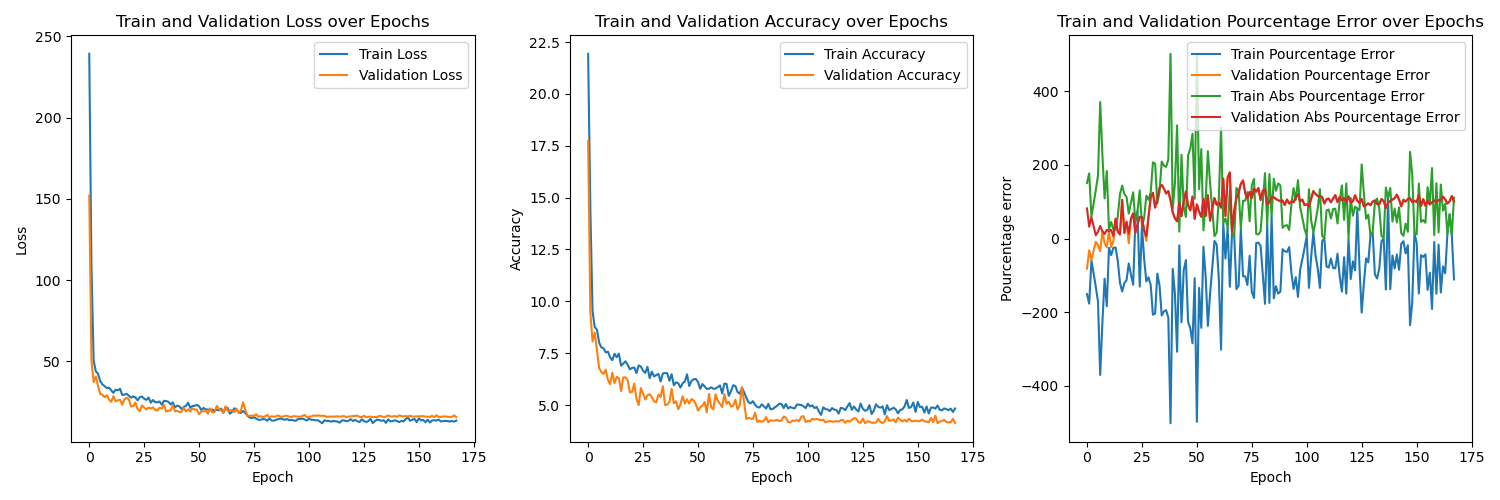 Train and Validation Loss over Epochs
250
200
150
100
50
0
25
50
75
100
125
150
175
Loss
Epoch
Train Loss
Validation Loss
Train and Validation Accuracy over Epochs
22.5
20.0
17.5
15.0
12.5
10.0
7.5
5.0
0
25
50
75
100
125
150
175
Accuracy
Epoch
Train Accuracy
Validation Accuracy
Train and Validation Pourcentage Error over Epochs
400
200
0
−200
−400
0
25
50
75
100
125
150
175
Pourcentage error
Epoch
Train Pourcentage Error
Validation Pourcentage Error
Train Abs Pourcentage Error
Validation Abs Pourcentage Error